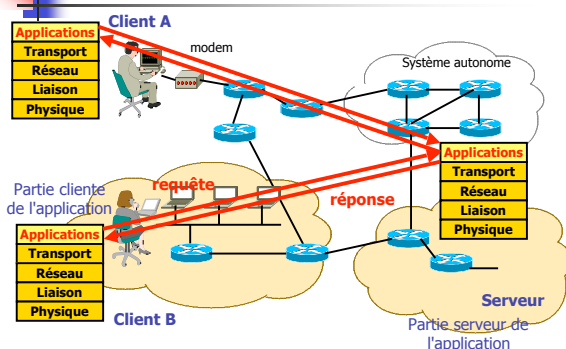 Client A
Applications
Transport
Réseau
Liaison
Physique
modem
Système autonome
Applications
Transport
Réseau
Liaison
Physique
Partie cliente
de l'application
requête
réponse
Applications
Transport
Réseau
Liaison
Physique
Client B
Serveur
Partie serveur de
l'application